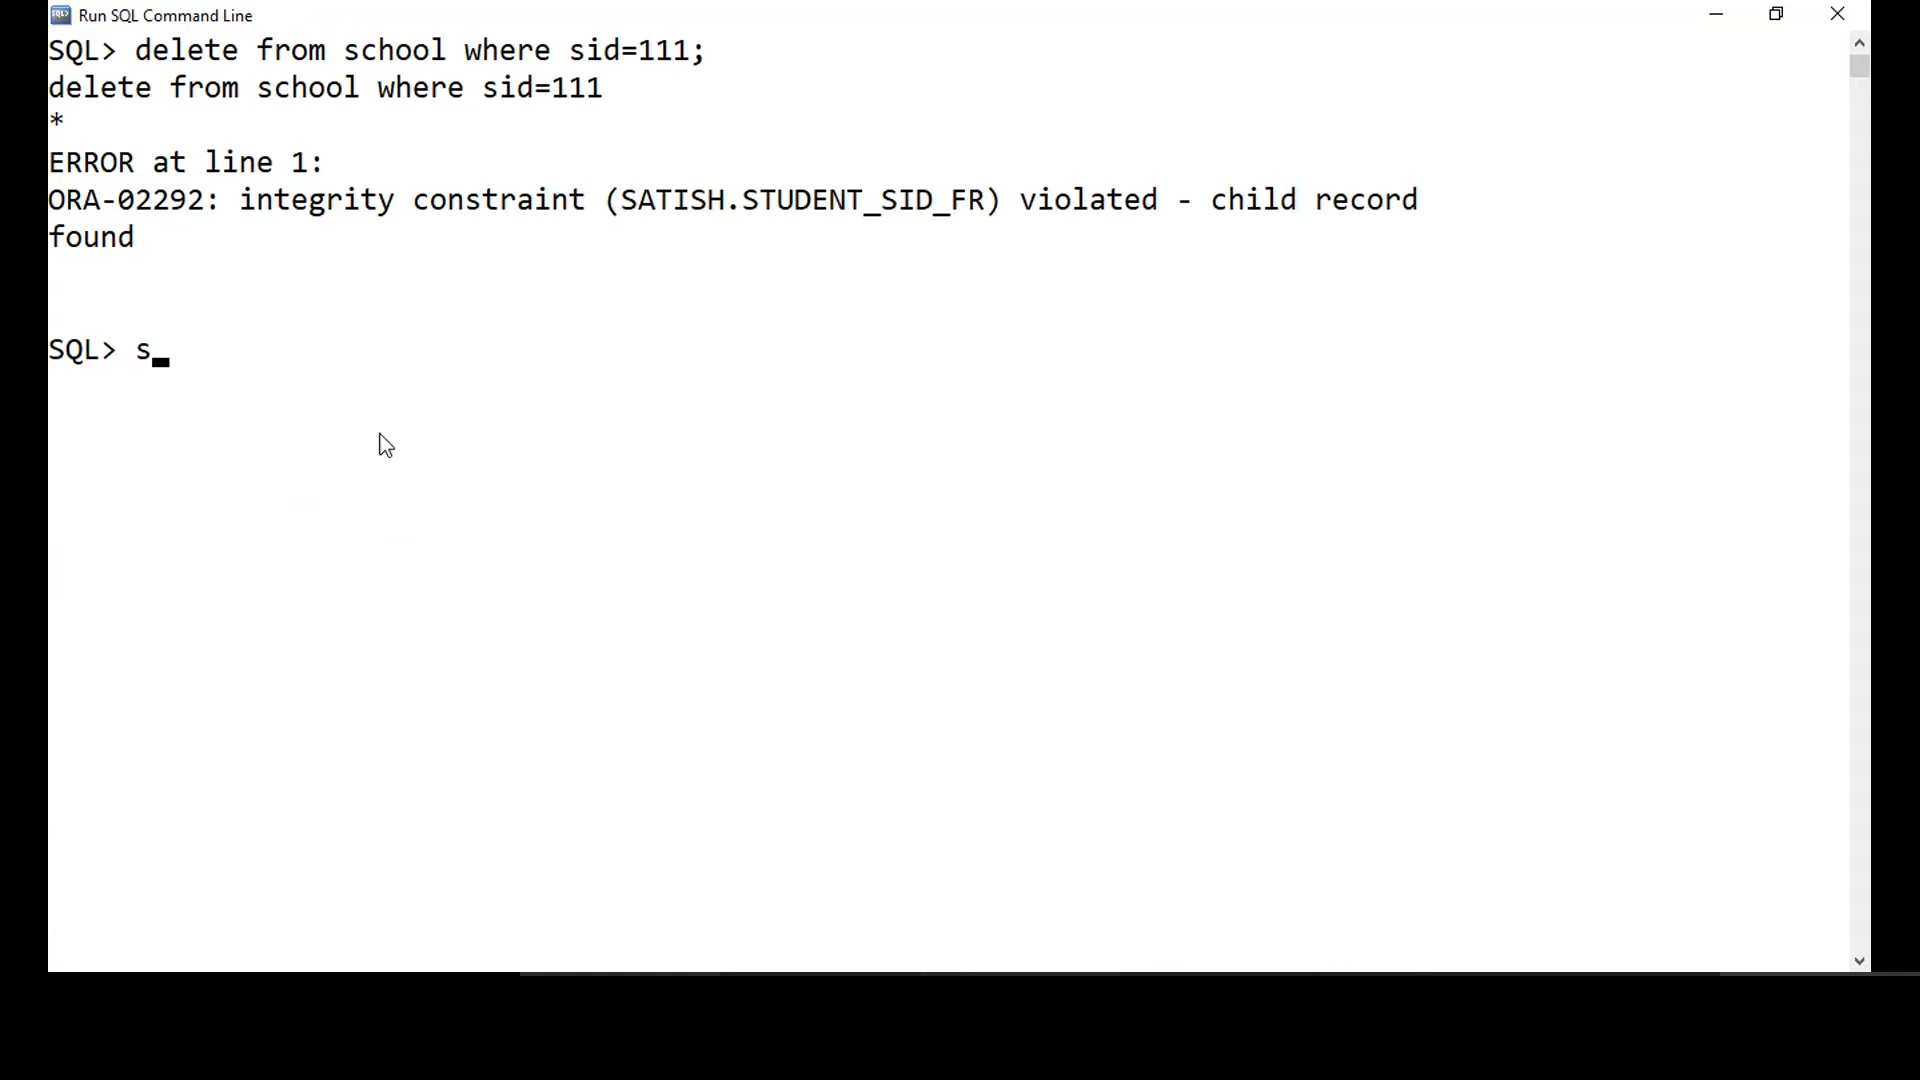 Run SQL Command Line
SQL> delete from school where sid=111;
delete from school where sid=111
*
ERROR at line 1:
ORA-02292: integrity constraint (SATISH.STUDENT_SID_FR) violated - child record
found
SQL> s_